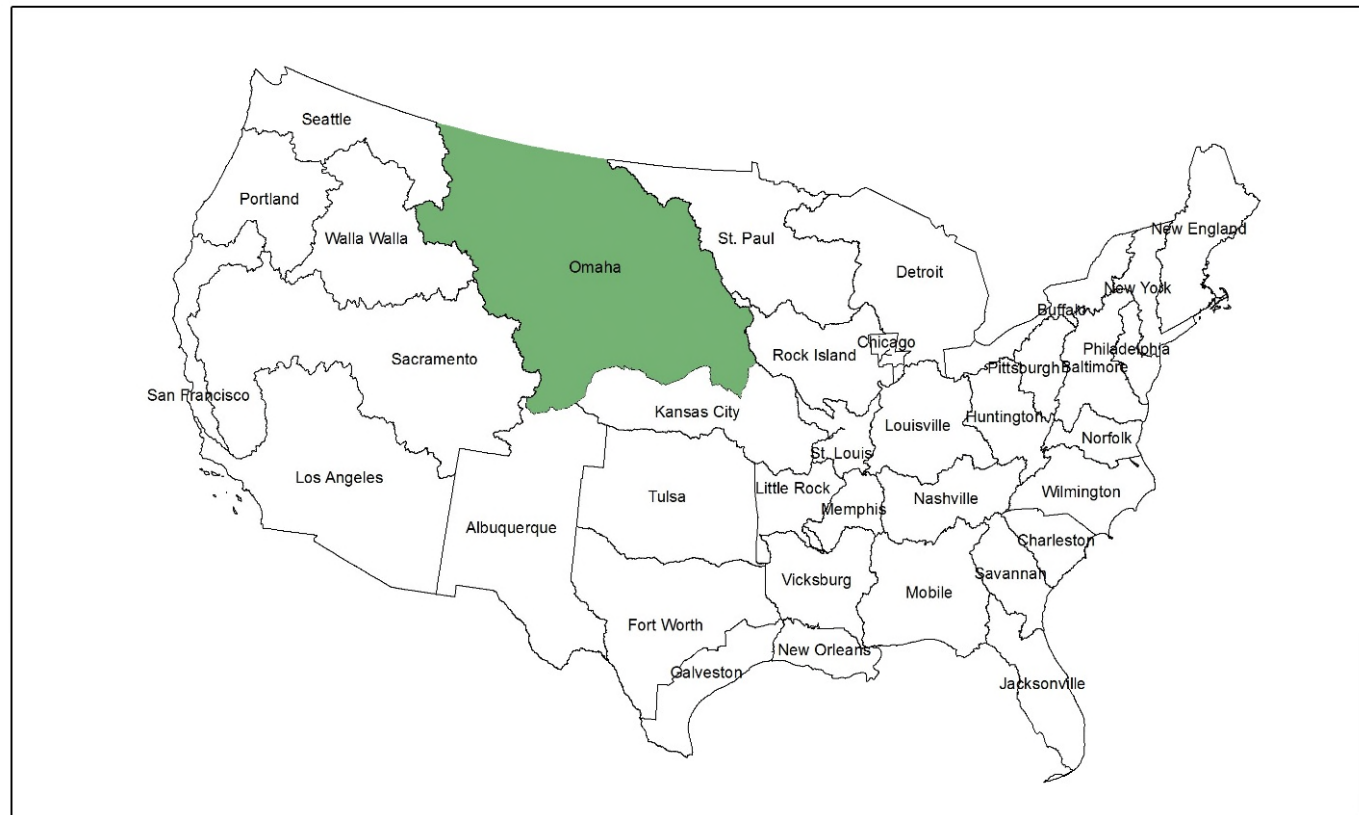 Seattle
Portland
Walla Walla
Omaha
St. Paul
Detroit
New England
New York
Buffalo
Chicago
Rock Island
Philadelphia
Pittsburgh
Baltimore
Sacramento
San Francisco
Kansas City
Louisville
Huntington
Norfolk
St. Louis
Los Angeles
Tulsa
Little Rock
Memphis
Nashville
Wilmington
Albuquerque
Charleston
Savannah
Vicksburg
Mobile
Fort Worth
New Orleans
Galveston
Jacksonville